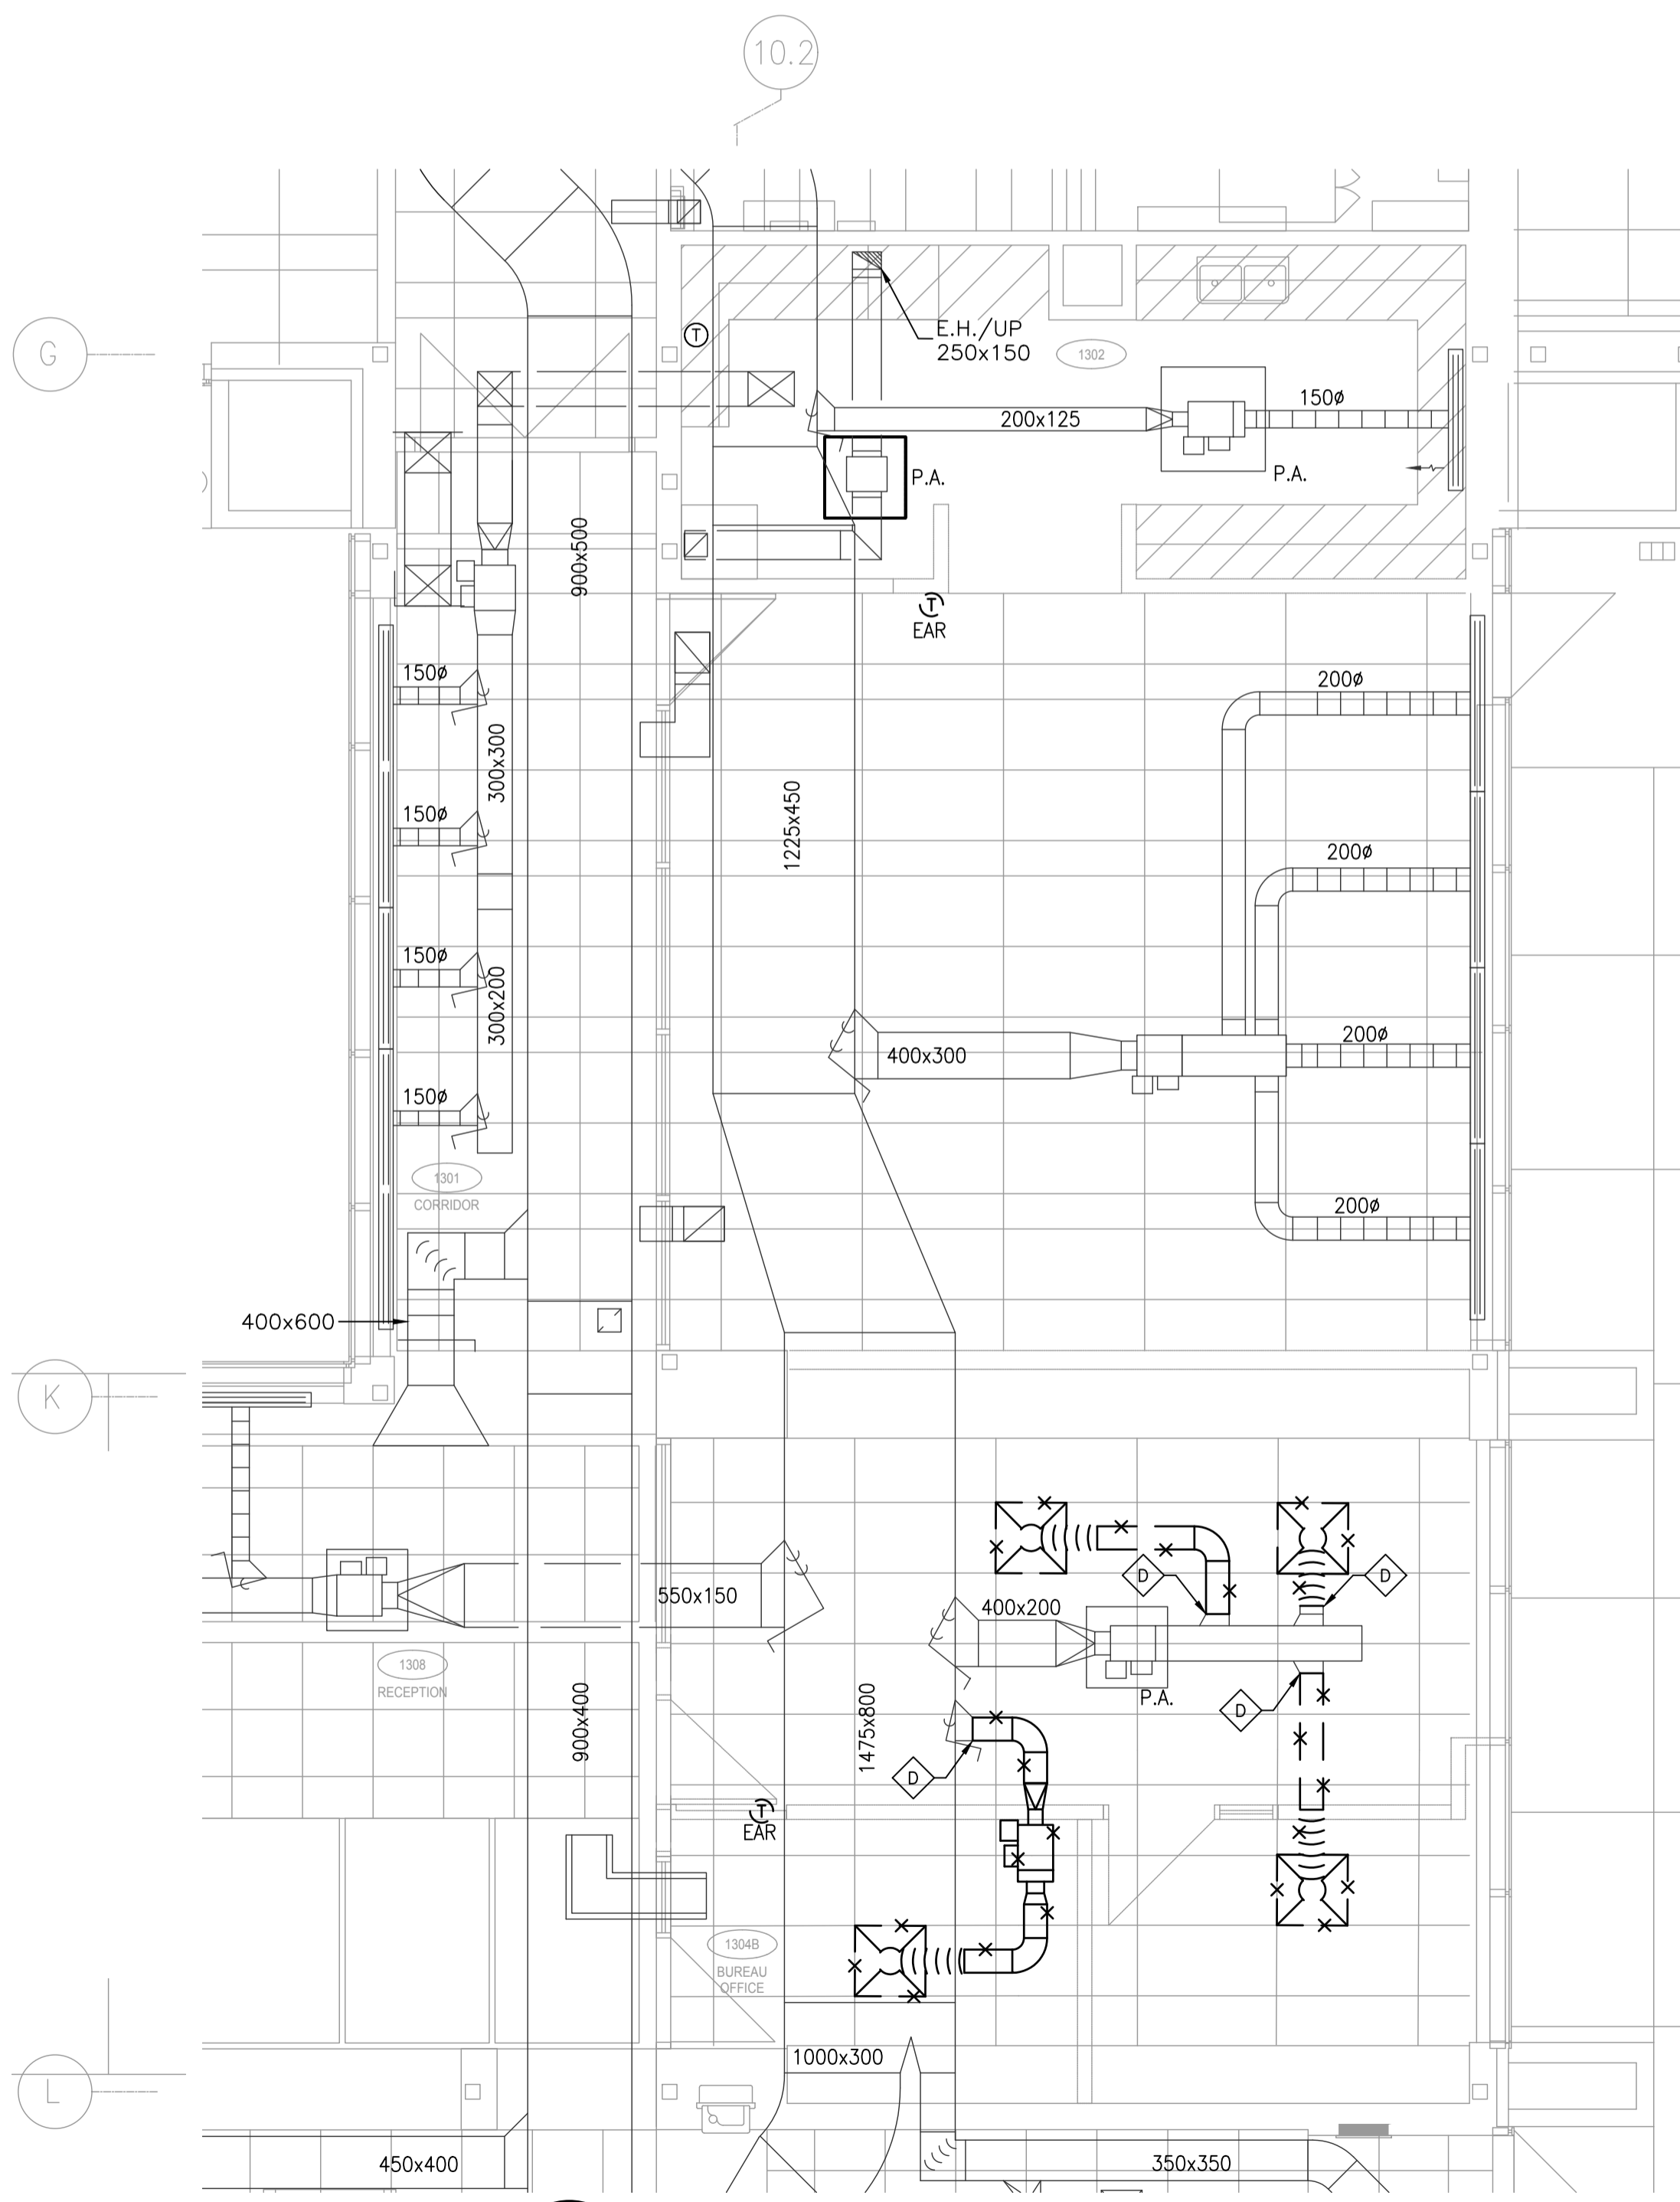 10.2
G
T
E.H./UP
250x150
1302
150ø
200x125
P.A.
P.A.
900x500
T
EAR
150ø
200ø
300x300
1225x450
150ø
200ø
150ø
300x200
200ø
400x300
150ø
1301
CORRIDOR
200ø
400x600
K
D
D
550x150
400x200
1308
RECEPTION
P.A.
D
900x400
1475x800
D
T
EAR
1304B
BUREAU
OFFICE
1000x300
L
450x400
350x350